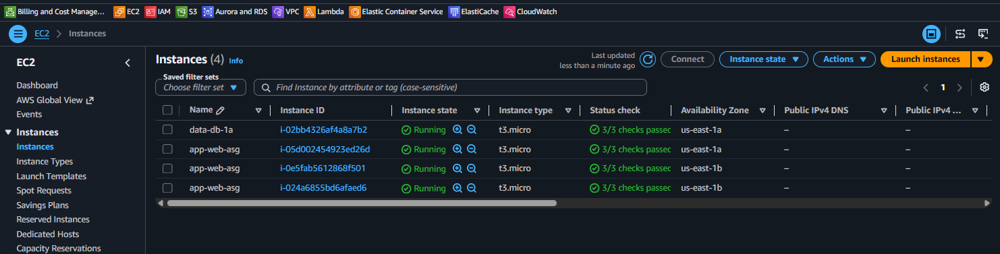 Billing and Cost Manage... EC2 IAM S3 Aurora and RDS VPC Lambda Elastic Container Service ElastiCache CloudWatch
EC2 > Instances
EC2
Dashboard
AWS Global View
Events
Instances
Instances
Instance Types
Launch Templates
Spot Requests
Savings Plans
Reserved Instances
Dedicated Hosts
Capacity Reservations
Instances (4) Info
Last updated
less than a minute ago
Connect Instance state Actions Launch instances
Saved filter sets
Choose filter set Find Instance by attribute or tag (case-sensitive) 1
Name Instance ID Instance state Instance type Status check Availability Zone Public IPv4 DNS Public IPv4 ...
data-db-1a i-02bb4326af4a8a7b2 Running t3.micro 3/3 checks passec us-east-1a – –
app-web-asg i-05d002454923ed26d Running t3.micro 3/3 checks passec us-east-1a – –
app-web-asg i-0e5fab5612868f501 Running t3.micro 3/3 checks passec us-east-1b – –
app-web-asg i-024a6855bd6afaed6 Running t3.micro 3/3 checks passec us-east-1b – –